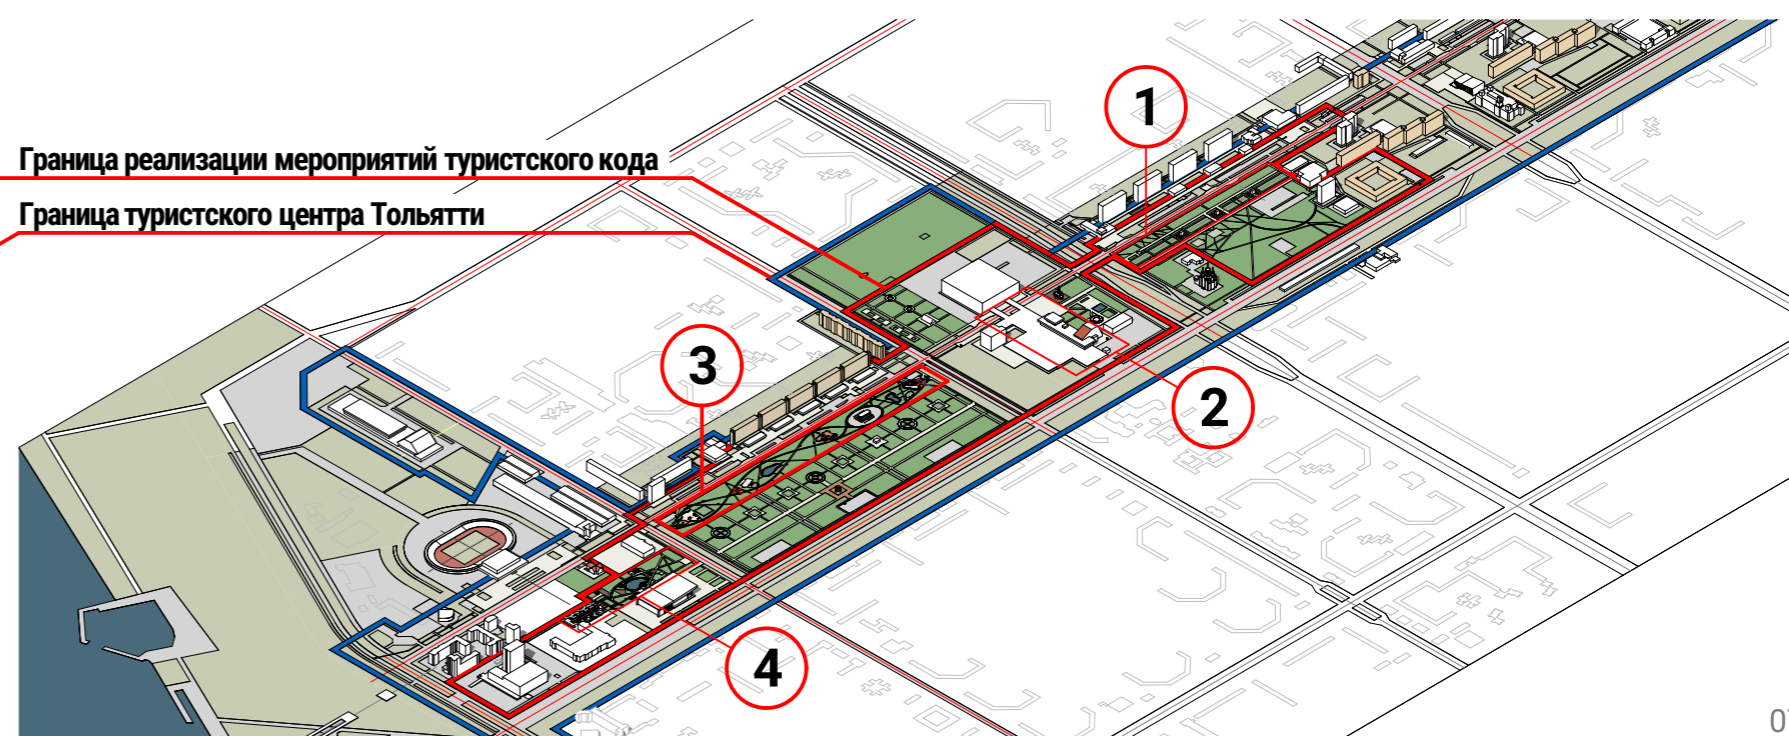 1
Граница реализации мероприятий туристского кода
Граница туристского центра Тольятти
3
2
4